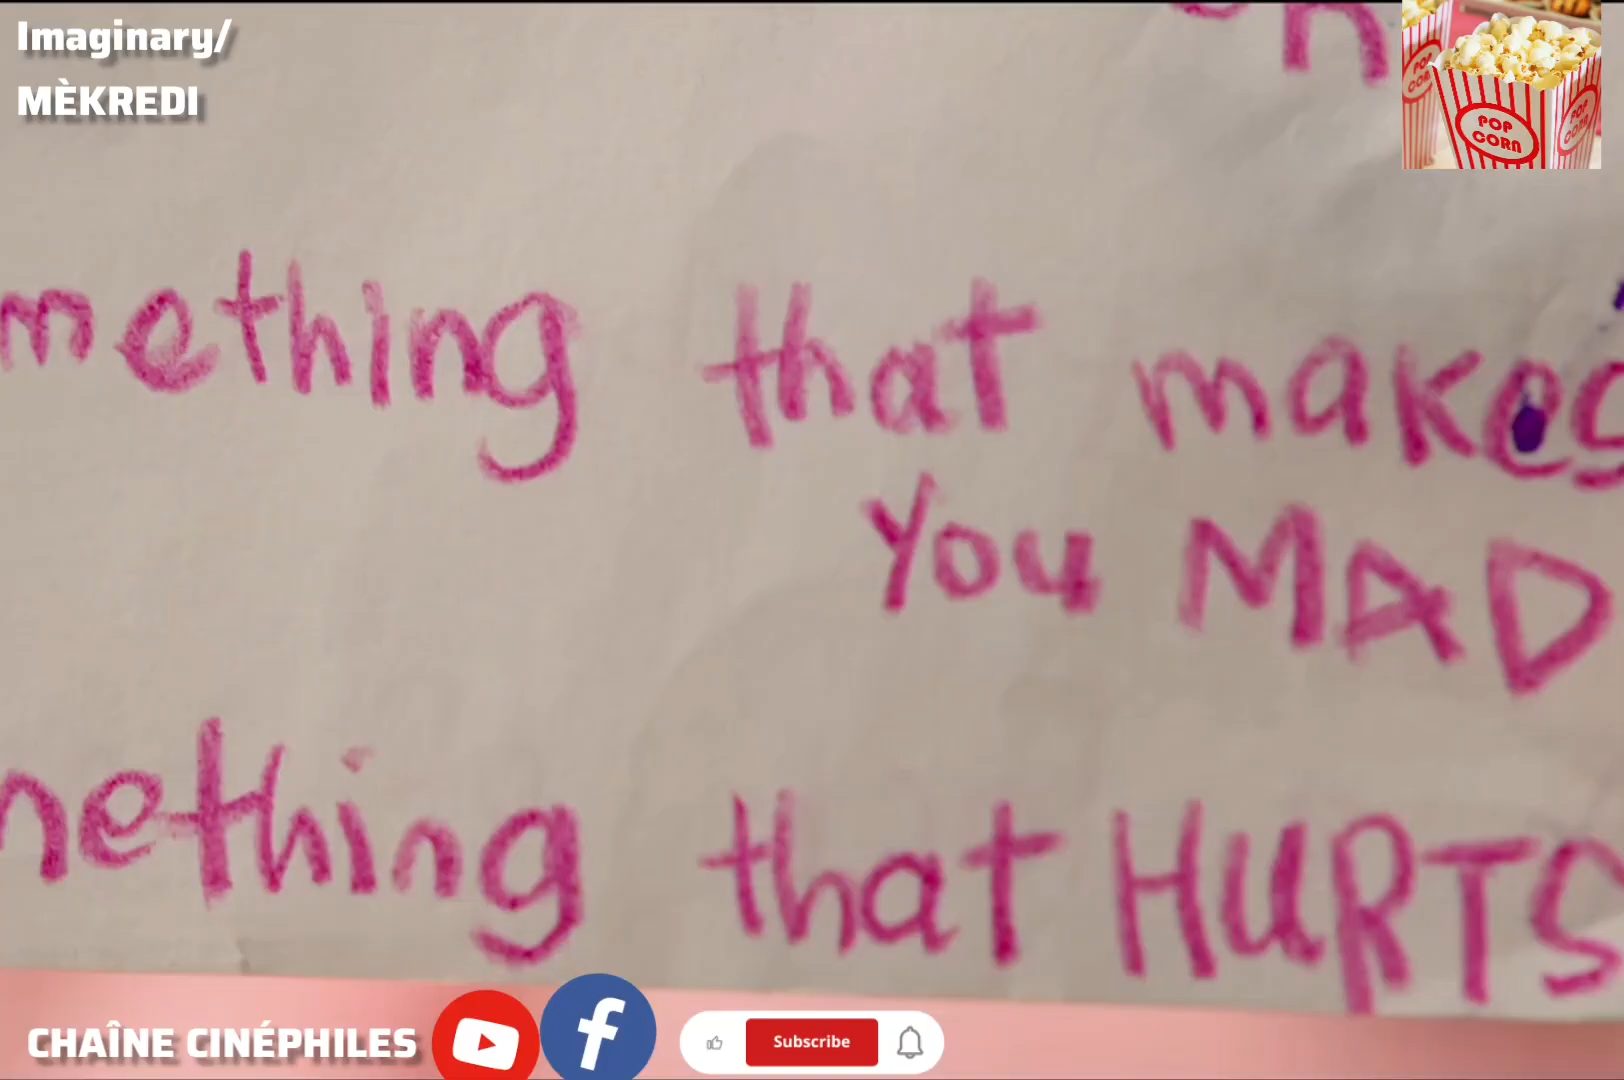 Imaginary/
MÈKREDI
POP
CORN
mething that makes
you MAD
nething that HURTS
CHAÎNE CINÉPHILES
Subscribe